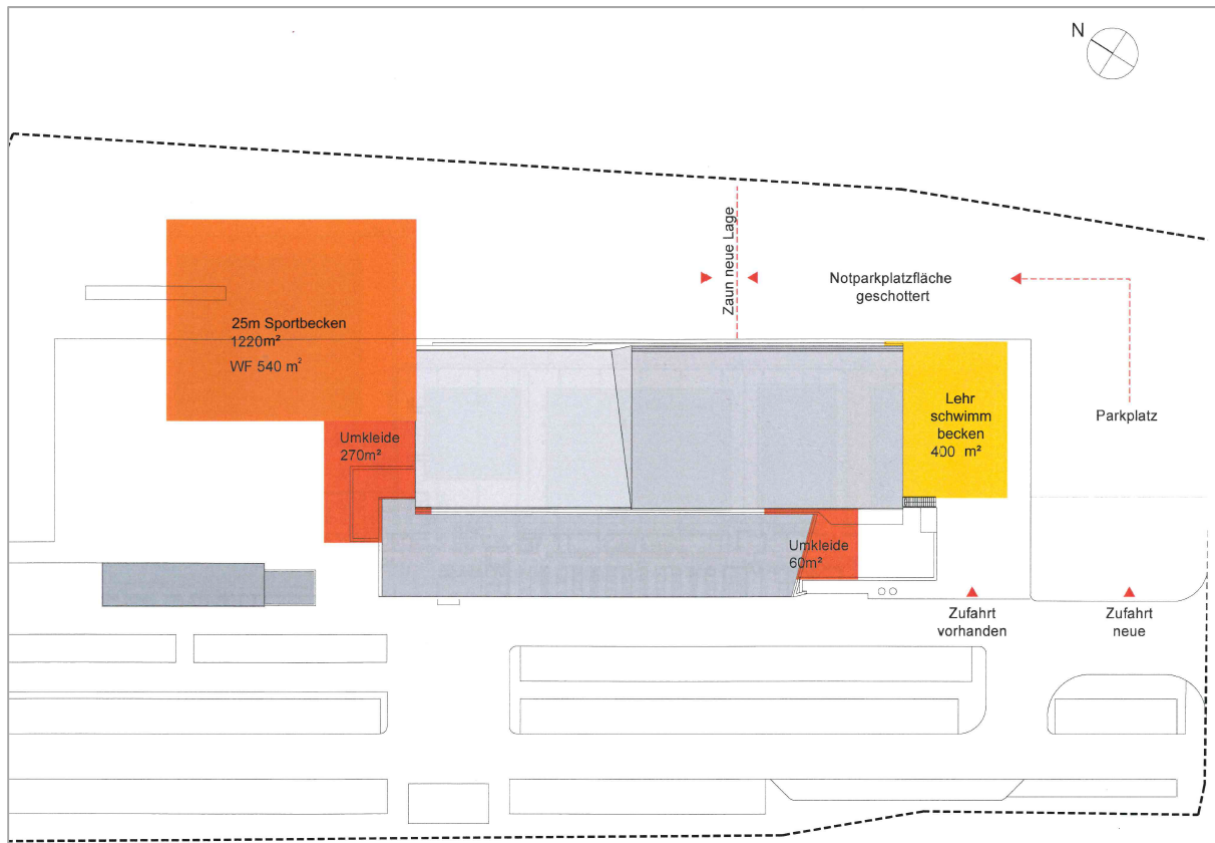 N
Zaun neue Lage
Notparkplatzfläche
geschottert
25m Sportbecken
1220m²
WF 540 m²
Umkleide
270m²
Lehr
schwimm
becken
400 m²
Parkplatz
Umkleide
60m²
Zufahrt
vorhanden
Zufahrt
neue